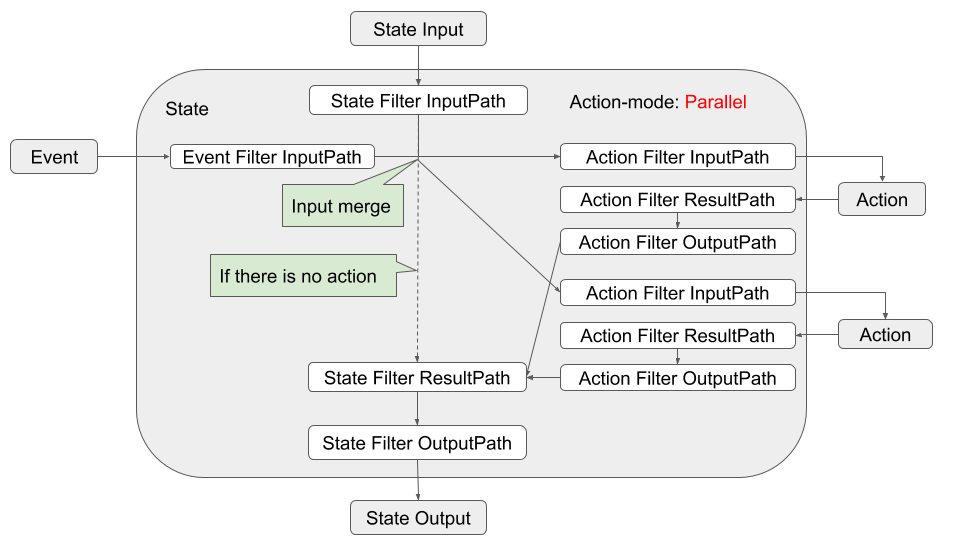 State Input
State Filter InputPath
State
Action-mode: Parallel
Event
Event Filter InputPath
Action Filter InputPath
Input merge
Action Filter ResultPath
Action
Action Filter OutputPath
If there is no action
Action Filter InputPath
Action Filter ResultPath
Action
State Filter ResultPath
Action Filter OutputPath
State Filter OutputPath
State Output